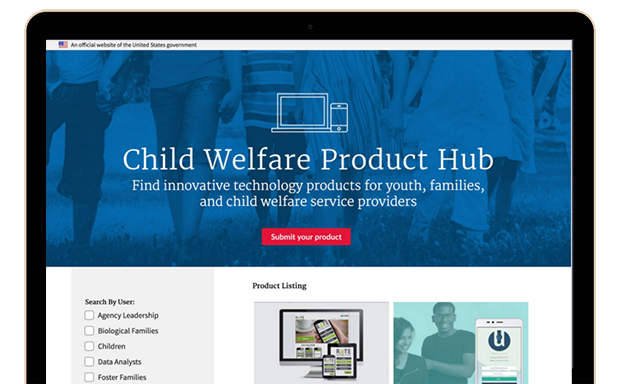 An official website of the United States government
Child Welfare Product Hub
Find innovative technology products for youth, families,
and child welfare service providers
Submit your product
Search By User:
Agency Leadership
Biological Families
Children
Data Analysts
Foster Families
Product Listing